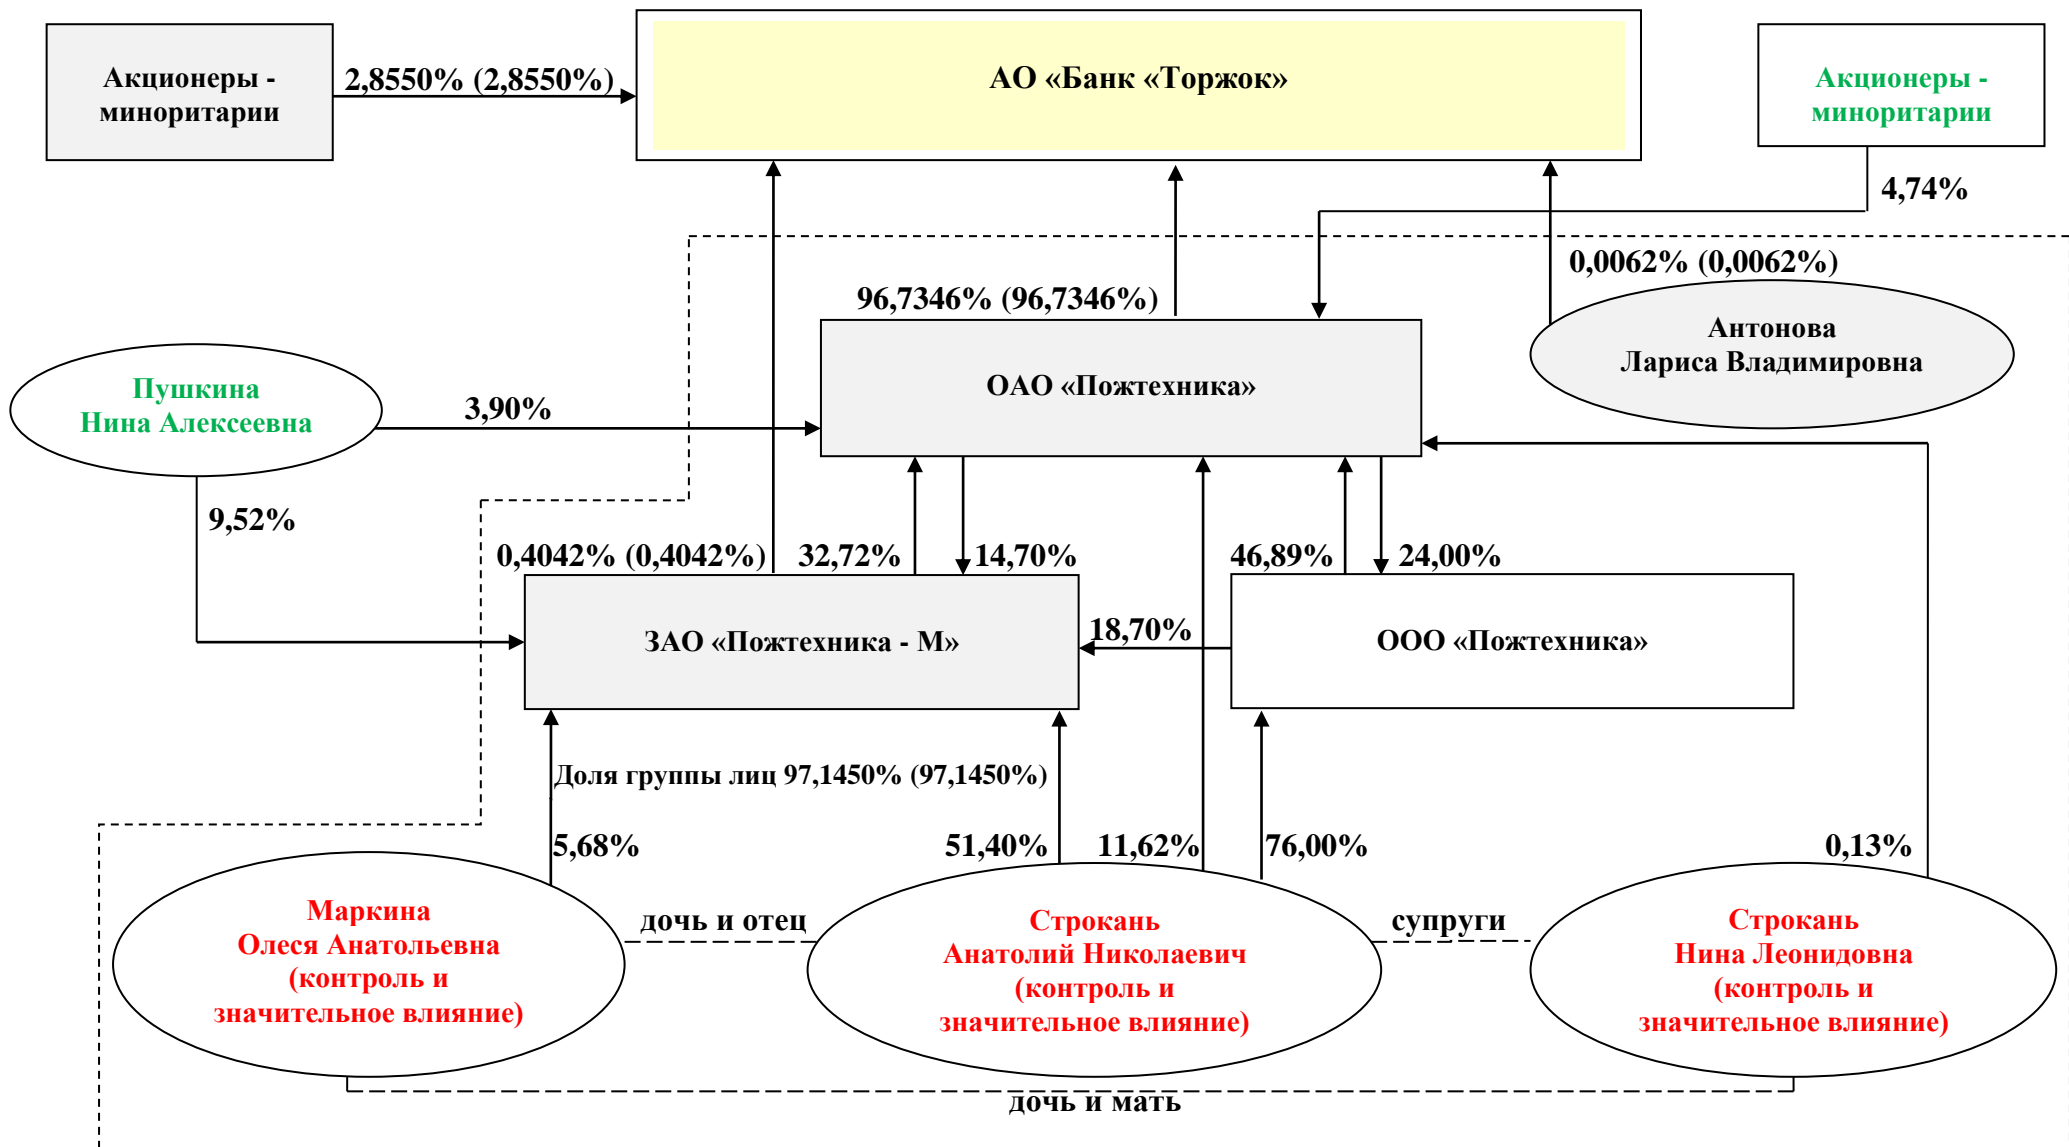 Акционеры -
миноритарии
2,8550% (2,8550%)
АО «Банк «Торжок»
Акционеры -
миноритарии
4,74%
0,0062% (0,0062%)
96,7346% (96,7346%)
Антонова
Лариса Владимировна
ОАО «Пожтехника»
Пушкина
Нина Алексеевна
3,90%
9,52%
0,4042% (0,4042%)
32,72%
14,70%
46,89%
24,00%
ЗАО «Пожтехника - М»
18,70%
ООО «Пожтехника»
Доля группы лиц 97,1450% (97,1450%)
5,68%
51,40%
11,62%
76,00%
0,13%
Маркина
Олеся Анатольевна
(контроль и
значительное влияние)
дочь и отец
Строкань
Анатолий Николаевич
(контроль и
значительное влияние)
супруги
Строкань
Нина Леонидовна
(контроль и
значительное влияние)
дочь и мать